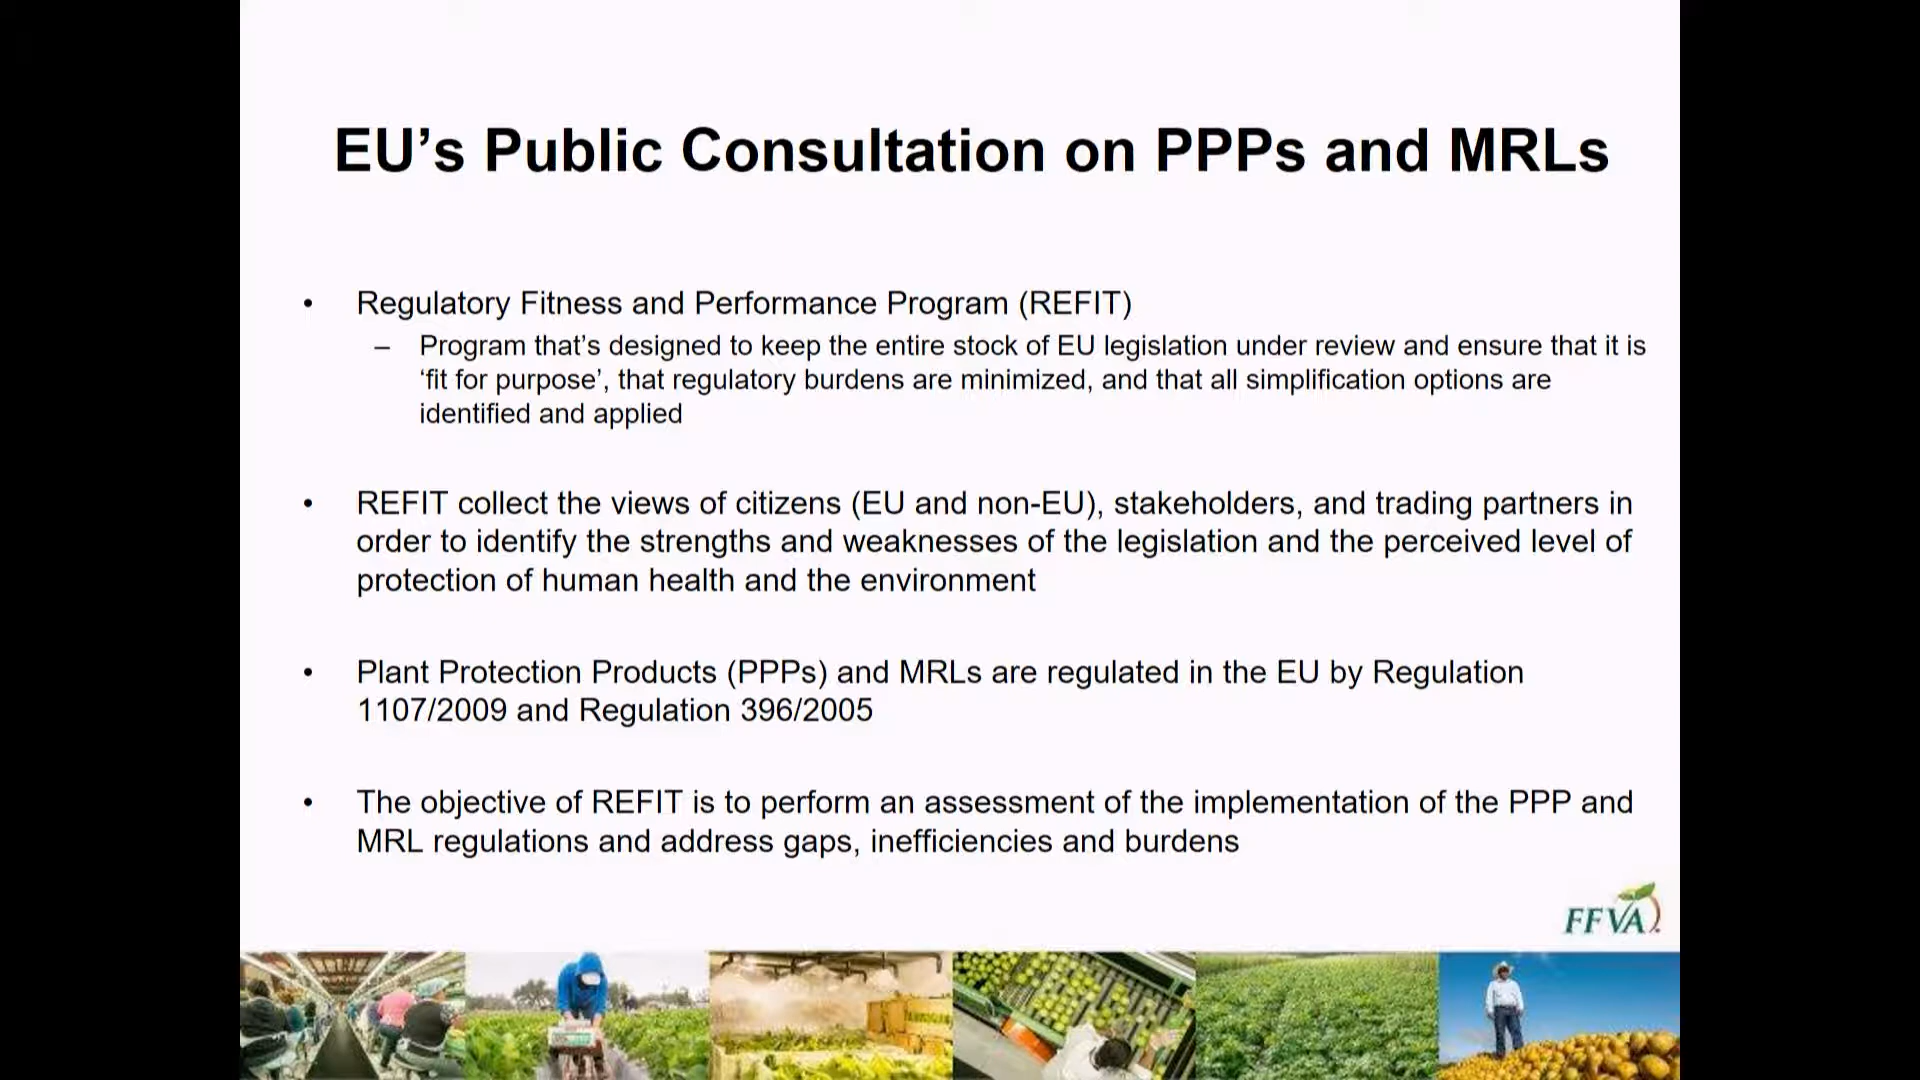 EU’s Public Consultation on PPPs and MRLs
• Regulatory Fitness and Performance Program (REFIT)
– Program that’s designed to keep the entire stock of EU legislation under review and ensure that it is
‘fit for purpose’, that regulatory burdens are minimized, and that all simplification options are
identified and applied
• REFIT collect the views of citizens (EU and non-EU), stakeholders, and trading partners in
order to identify the strengths and weaknesses of the legislation and the perceived level of
protection of human health and the environment
• Plant Protection Products (PPPs) and MRLs are regulated in the EU by Regulation
1107/2009 and Regulation 396/2005
• The objective of REFIT is to perform an assessment of the implementation of the PPP and
MRL regulations and address gaps, inefficiencies and burdens
FFVA